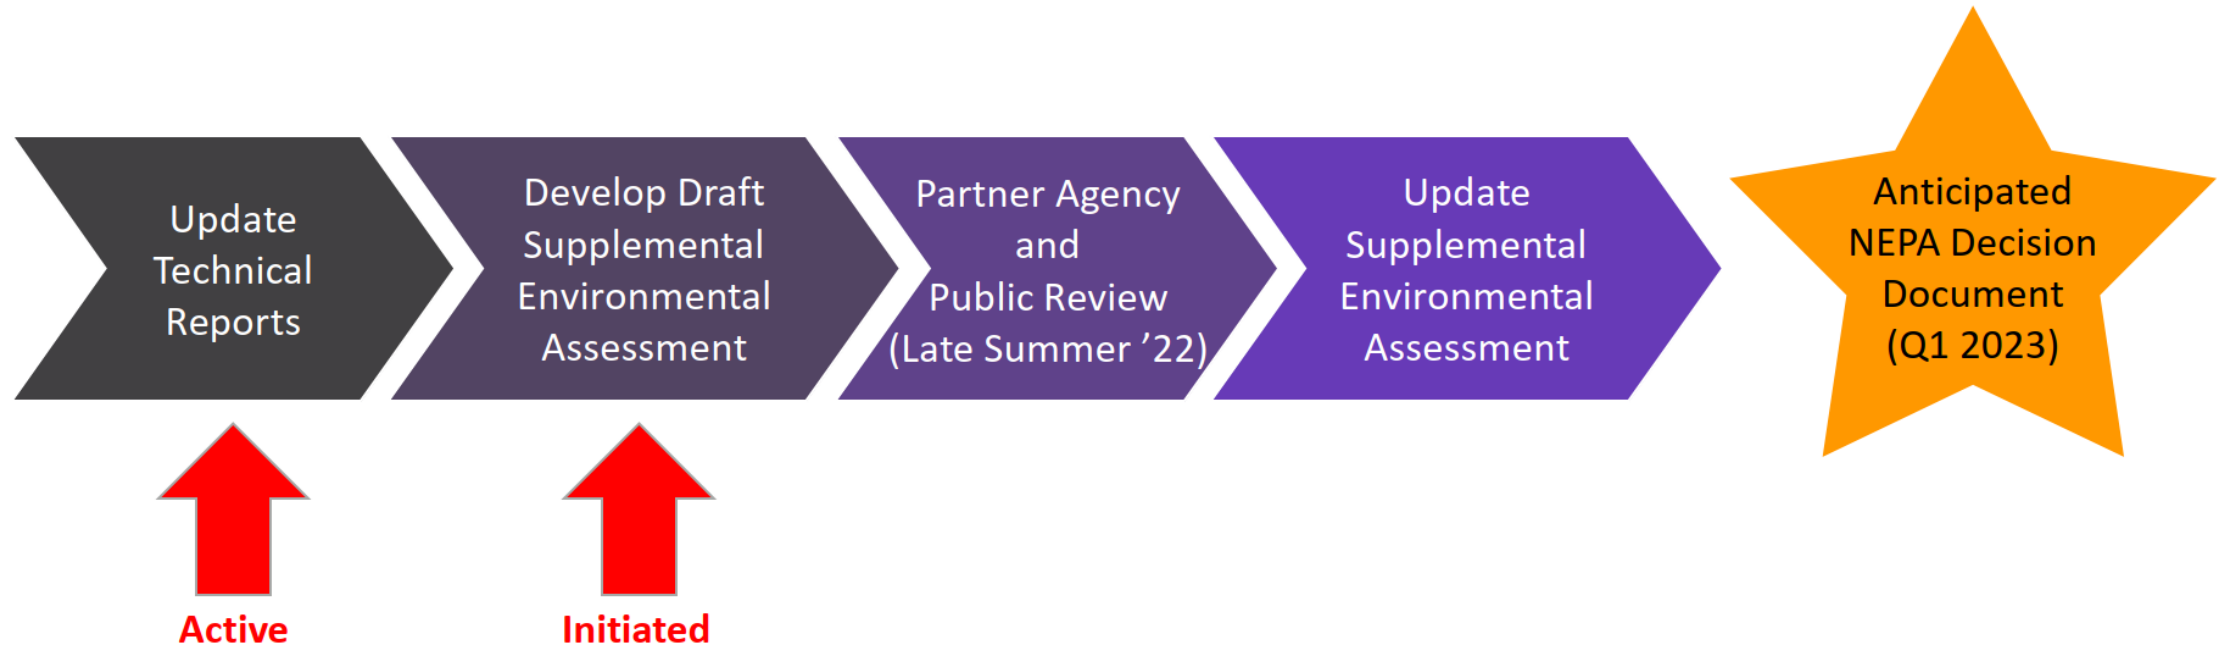 Update
Technical
Reports
Develop Draft
Supplemental
Environmental
Assessment
Partner Agency
and
Public Review
(Late Summer ’22)
Update
Supplemental
Environmental
Assessment
Anticipated
NEPA Decision
Document
(Q1 2023)
Active
Initiated